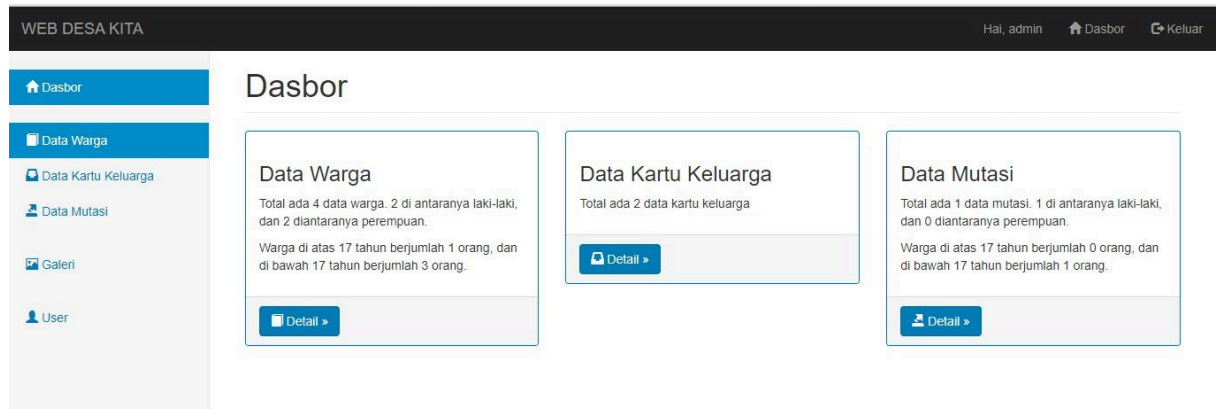 WEB DESA KITA
Hai, admin
Dasbor
Keluar
Dasbor
Data Warga
Data Kartu Keluarga
Data Mutasi
Galeri
User
Dasbor
Data Warga
Total ada 4 data warga. 2 di antaranya laki-laki,
dan 2 diantaranya perempuan.
Warga di atas 17 tahun berjumlah 1 orang, dan
di bawah 17 tahun berjumlah 3 orang.
Detail »
Data Kartu Keluarga
Total ada 2 data kartu keluarga
Detail »
Data Mutasi
Total ada 1 data mutasi. 1 di antaranya laki-laki,
dan 0 diantaranya perempuan.
Warga di atas 17 tahun berjumlah 0 orang, dan
di bawah 17 tahun berjumlah 1 orang.
Detail »